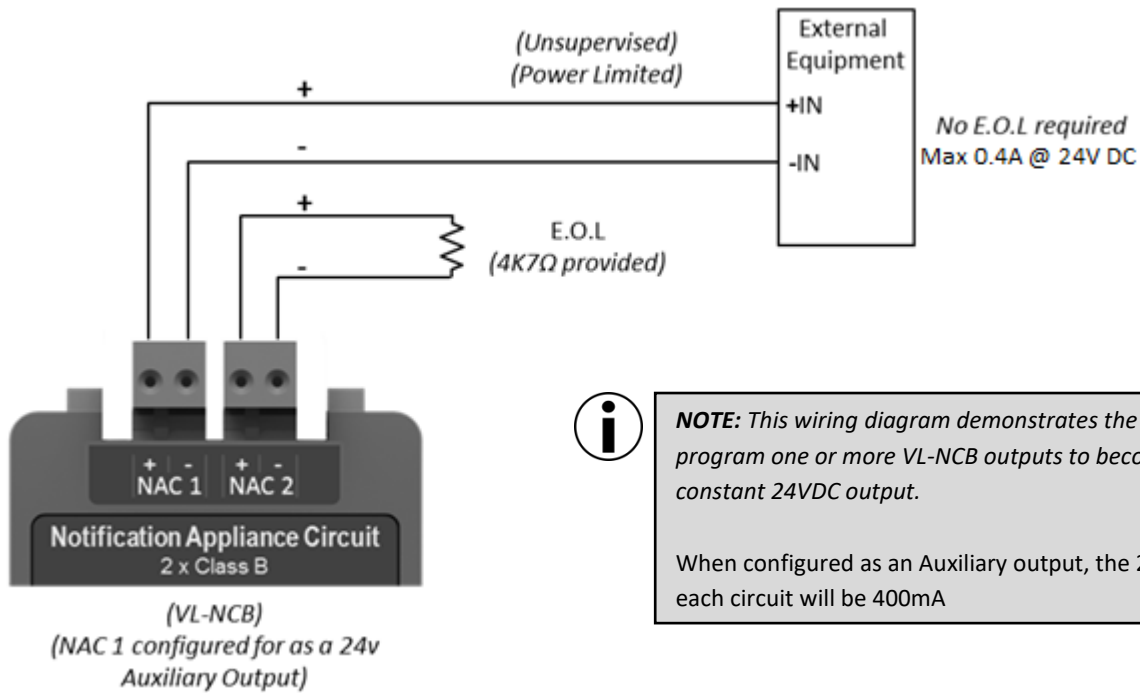 (Unsupervised)
(Power Limited)
External
Equipment
+
+IN
-
-IN
No E.O.L required
Max 0.4A @ 24V DC
+
E.O.L
(4K7Ω provided)
-
+ - + -
NAC 1 NAC 2
Notification Appliance Circuit
2 x Class B
(VL-NCB)
(NAC 1 configured for as a 24v
Auxiliary Output)
i
NOTE: This wiring diagram demonstrates the
program one or more VL-NCB outputs to
constant 24VDC output.
When configured as an Auxiliary output, the
each circuit will be 400mA